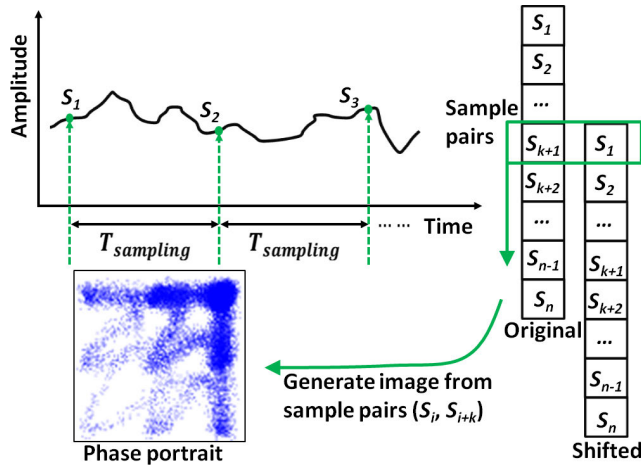 Amplitude
S1
S2
S3
Time
... ...
Tsampling
Tsampling
Phase portrait
Sample
pairs
S1
S2
...
Sk+1
Sk+2
...
Sn-1
Sn
Original
S1
S2
...
Sk+1
Sk+2
...
Sn-1
Sn
Shifted
Generate image from
sample pairs (Si, Si+k)